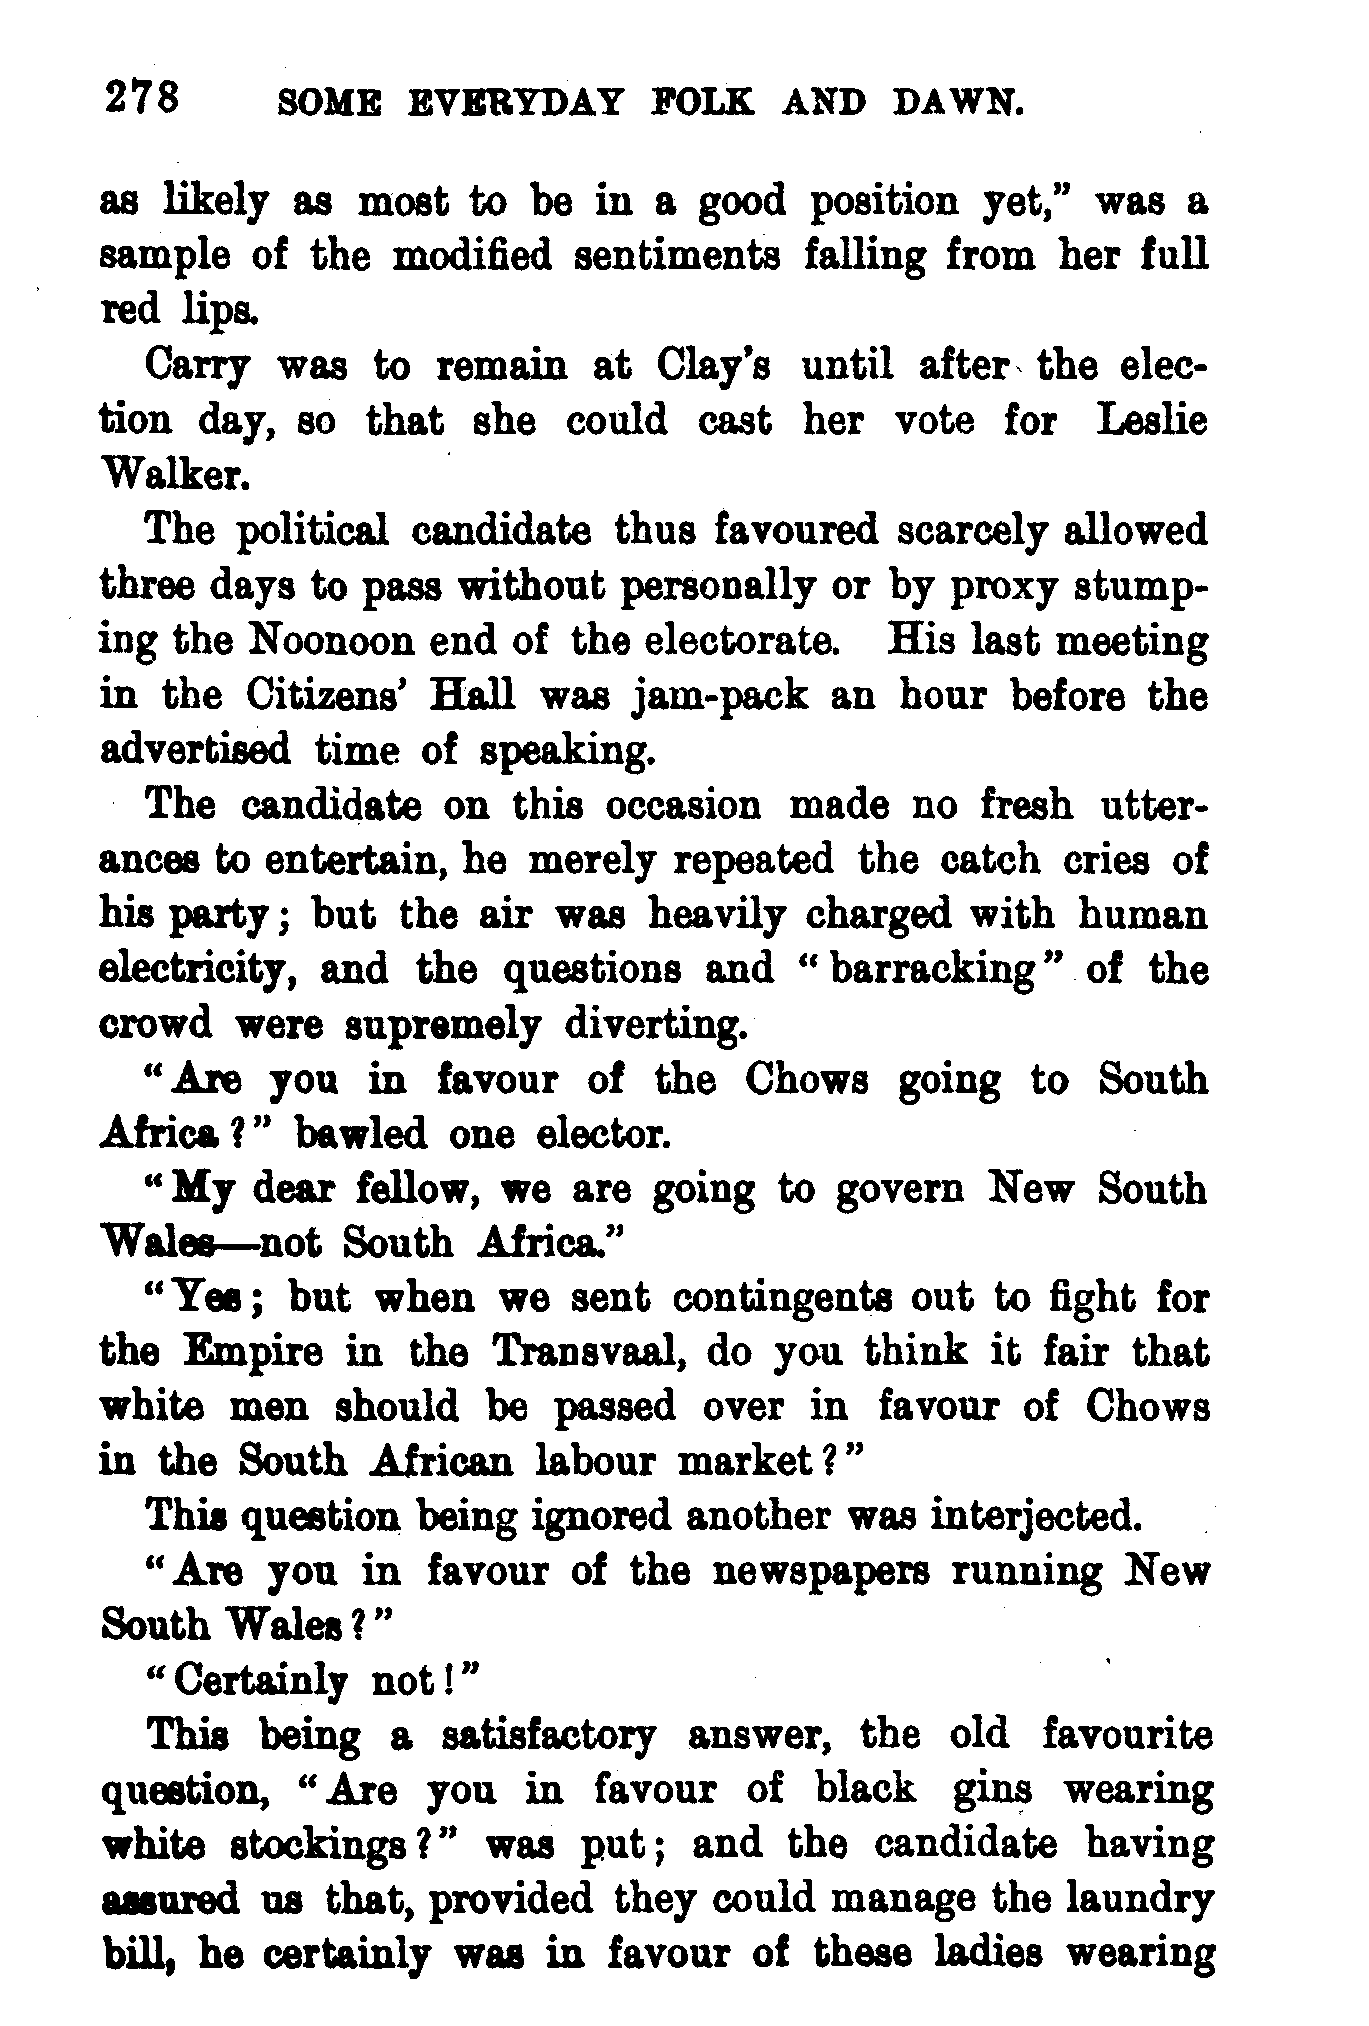 278 SOME EVERYDAY FOLK AND DAWN.
as likely as most to be in a good position yet,” was a
sample of the modified sentiments falling from her full
red lips.
Carry was to remain at Clay’s until after the elec-
tion day, so that she could cast her vote for Leslie
Walker.
The political candidate thus favoured scarcely allowed
three days to pass without personally or by proxy stump-
ing the Noonoon end of the electorate. His last meeting
in the Citizens’ Hall was jam-pack an hour before the
advertised time of speaking.
The candidate on this occasion made no fresh utter-
ances to entertain, he merely repeated the catch cries of
his party; but the air was heavily charged with human
electricity, and the questions and “barracking” of the
crowd were supremely diverting.
“Are you in favour of the Chows going to South
Africa?” bawled one elector.
“My dear fellow, we are going to govern New South
Wales—not South Africa.”
“Yes; but when we sent contingents out to fight for
the Empire in the Transvaal, do you think it fair that
white men should be passed over in favour of Chows
in the South African labour market?”
This question being ignored another was interjected.
“Are you in favour of the newspapers running New
South Wales?”
“Certainly not!”
This being a satisfactory answer, the old favourite
question, “Are you in favour of black gins wearing
white stockings?” was put; and the candidate having
assured us that, provided they could manage the laundry
bill, he certainly was in favour of these ladies wearing